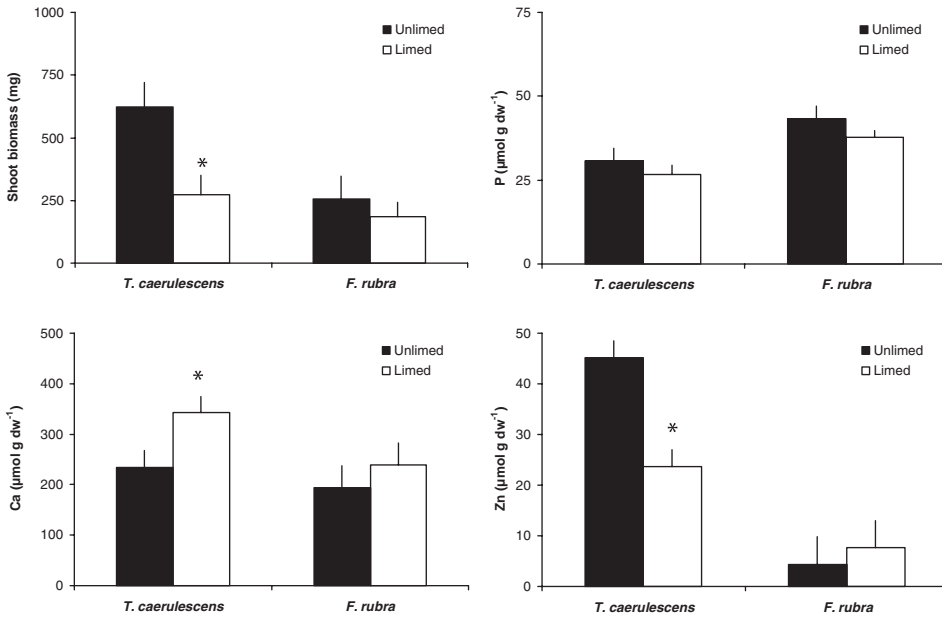 1000
750
500
250
0
Shoot biomass (mg)
Unlimed
Limed
*
T. caerulescens
F. rubra
75
50
25
0
P (µmol g dw⁻¹)
Unlimed
Limed
T. caerulescens
F. rubra
500
400
300
200
100
0
Ca (µmol g dw⁻¹)
Unlimed
Limed
*
T. caerulescens
F. rubra
50
40
30
20
10
0
Zn (µmol g dw⁻¹)
Unlimed
Limed
*
T. caerulescens
F. rubra